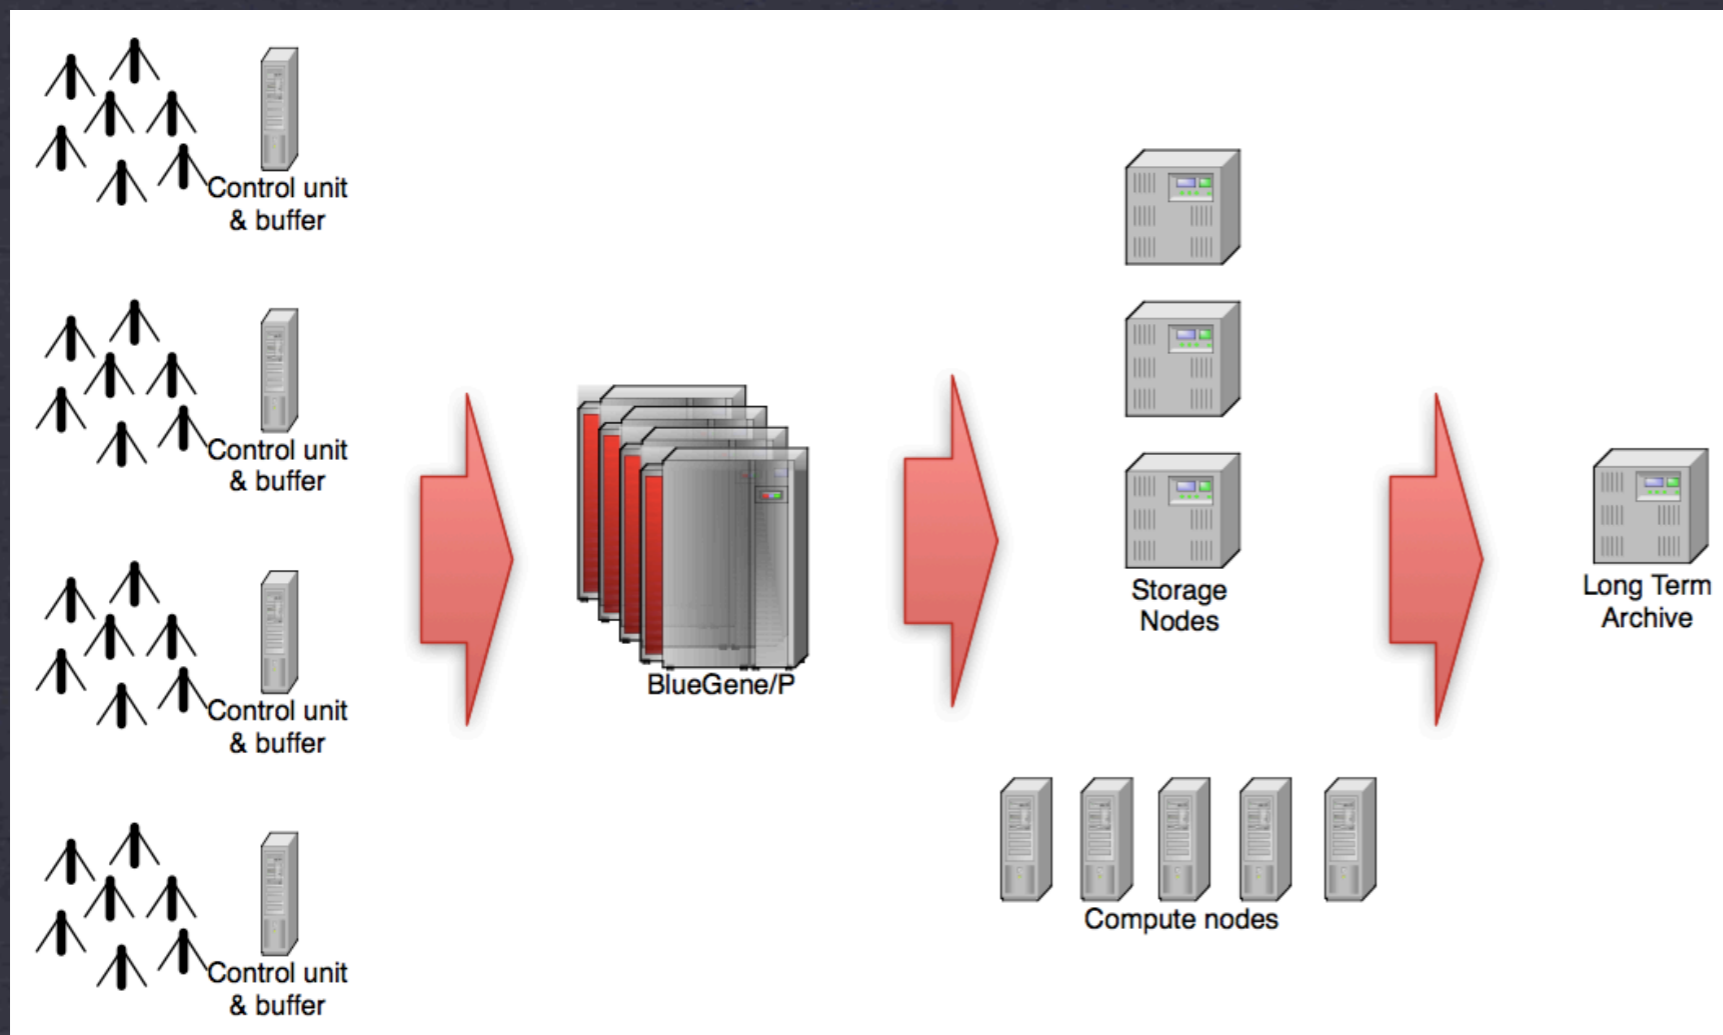 Control unit
& buffer
Control unit
& buffer
Control unit
& buffer
Control unit
& buffer
BlueGene/P
Storage
Nodes
Compute nodes
Long Term
Archive